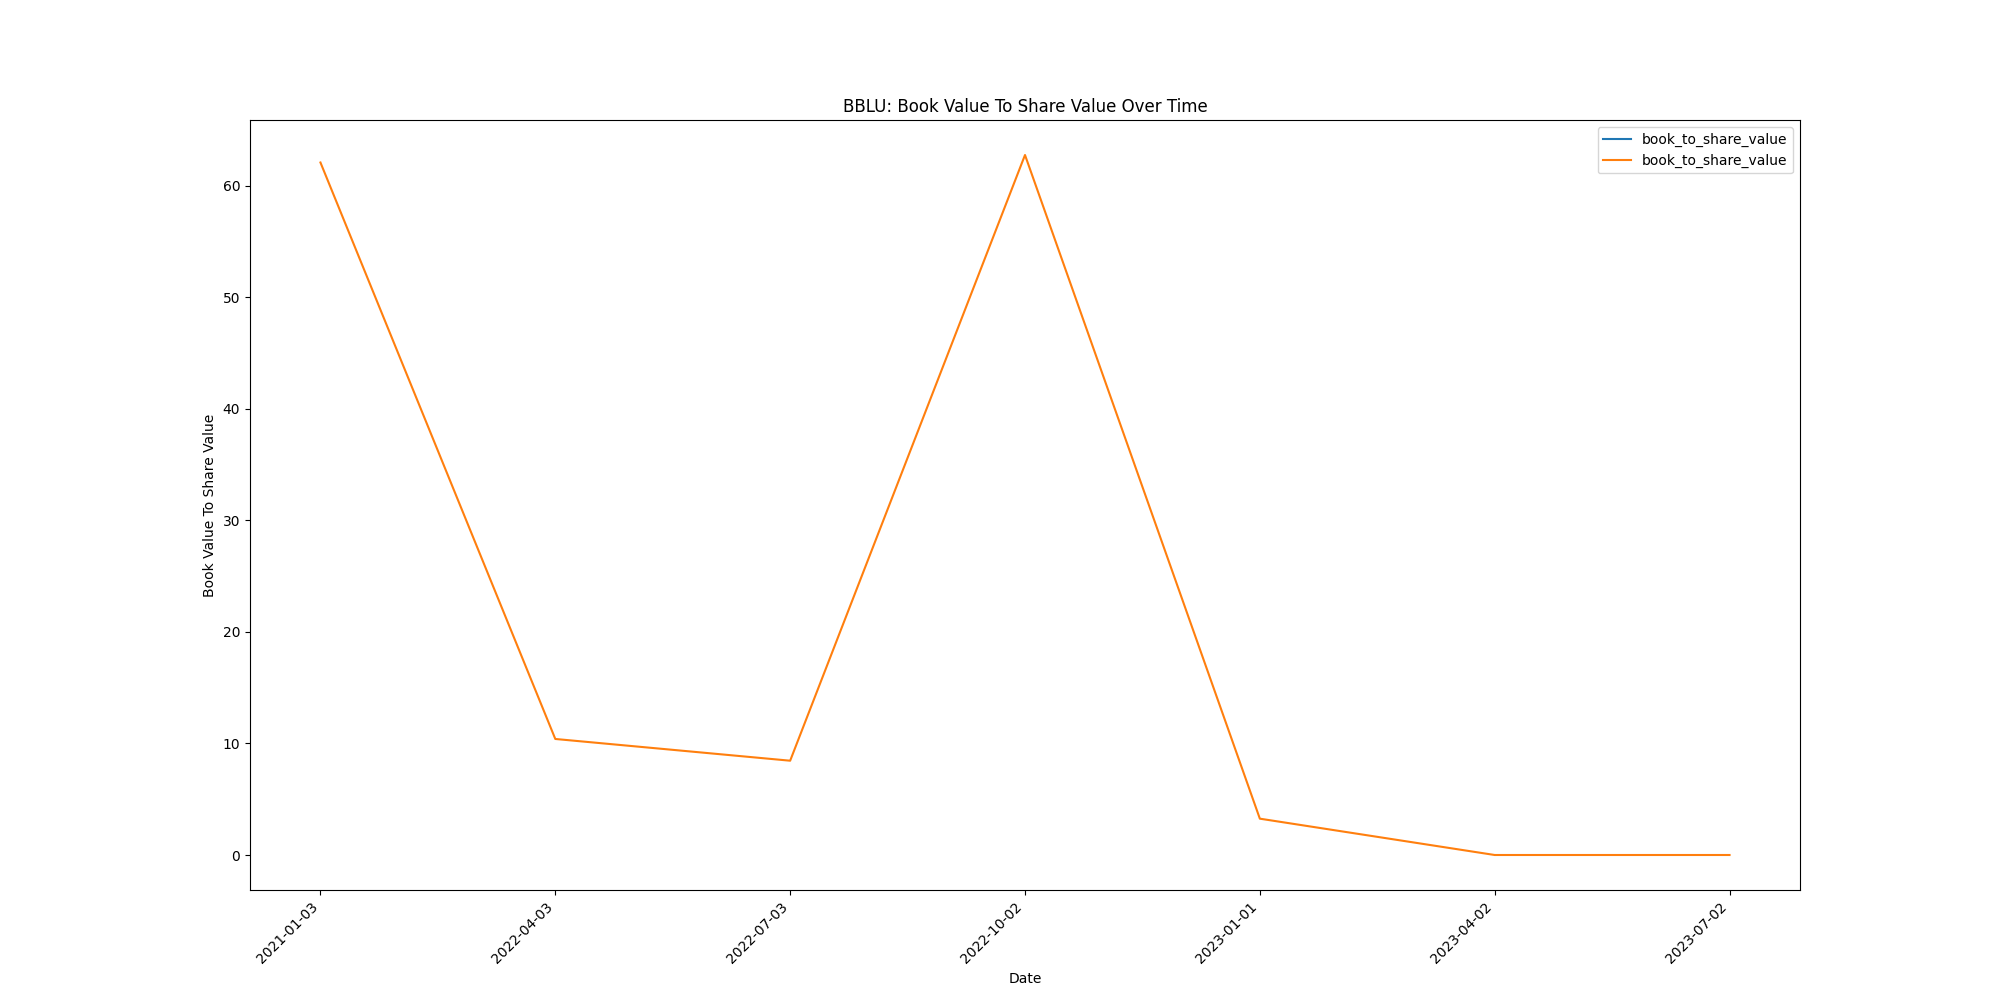 BBLU: Book Value To Share Value Over Time
book_to_share_value
book_to_share_value
Book Value To Share Value
60
50
40
30
20
10
0
2021-01-03
2022-04-03
2022-07-03
2022-10-02
2023-01-01
2023-04-02
2023-07-02
Date